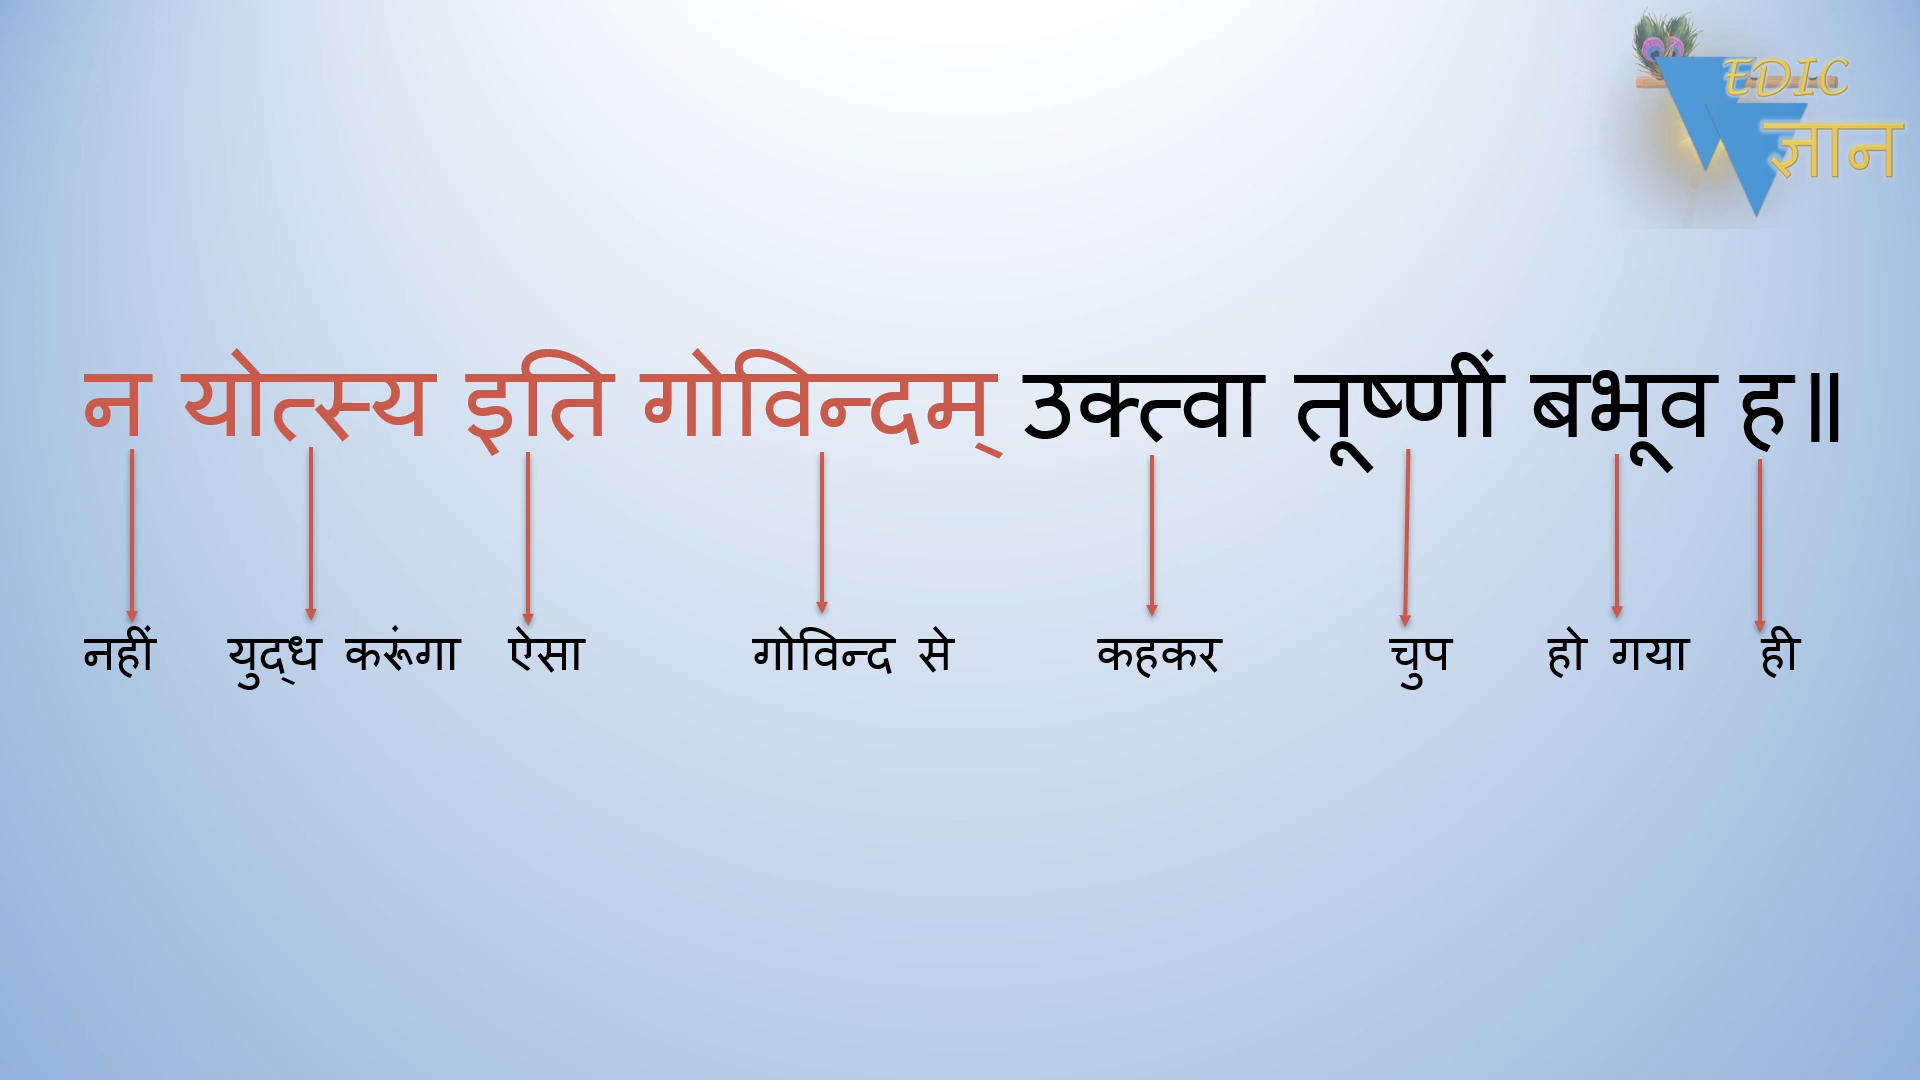 EDIC
ज्ञान
न योत्स्य इति गोविन्दम् उक्त्वा तूष्णीं बभूव ह॥
नहीं युद्ध करूंगा ऐसा गोविन्द से कहकर चुप हो गया ही